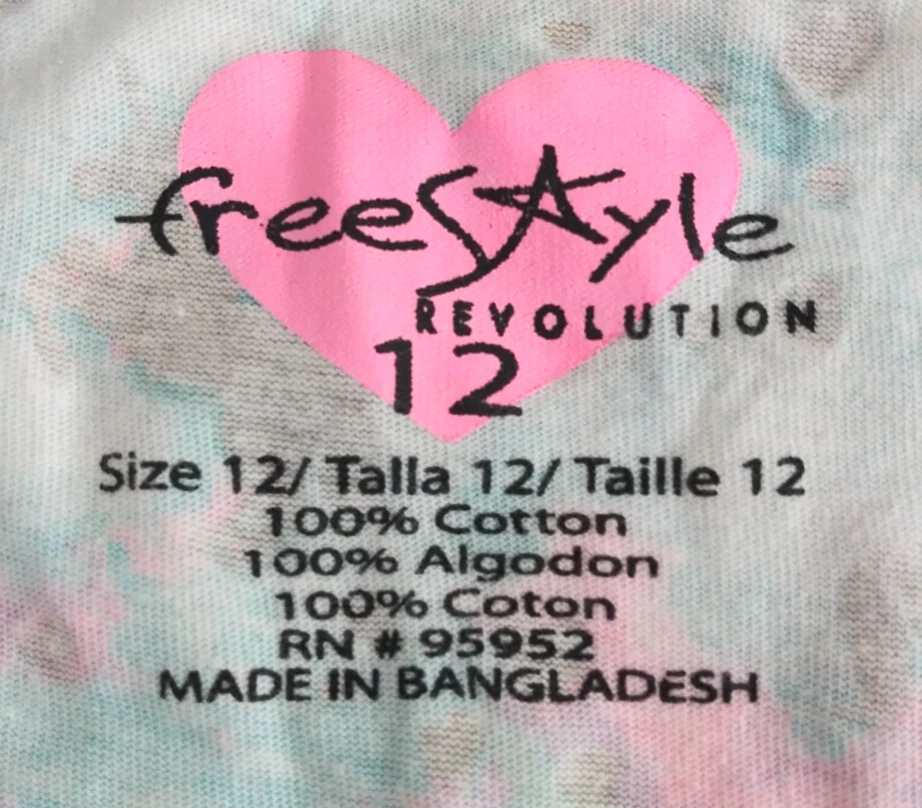 freestyle
REVOLUTION
12
Size 12/ Talla 12/ Taille 12
100% Cotton
100% Algodon
100% Coton
RN # 95952
MADE IN BANGLADESH